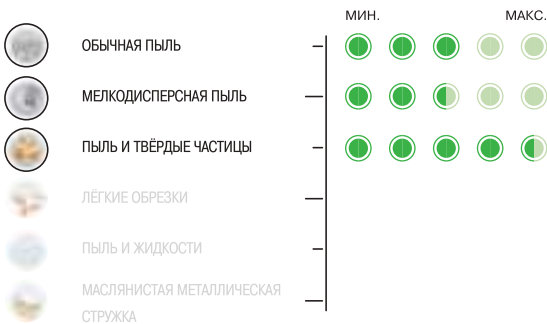 МИН. МАКС.
ОБЫЧНАЯ ПЫЛЬ
МЕЛКОДИСПЕРСНАЯ ПЫЛЬ
ПЫЛЬ И ТВЁРДЫЕ ЧАСТИЦЫ
ЛЁГКИЕ ОБРЕЗКИ
ПЫЛЬ И ЖИДКОСТИ
МАСЛЯНИСТАЯ МЕТАЛЛИЧЕСКАЯ
СТРУЖКА